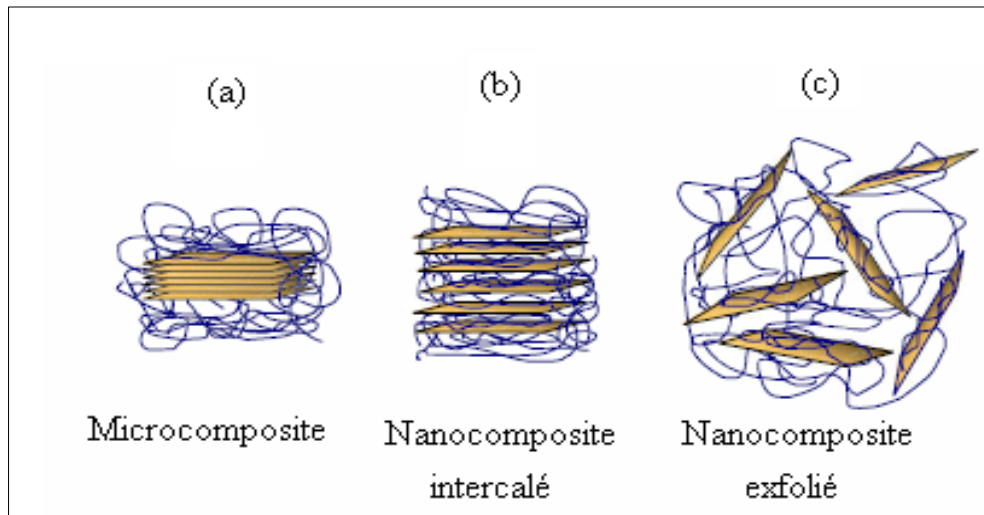 (a) (b) (c)
Microcomposite
Nanocomposite
intercalé
Nanocomposite
exfolié